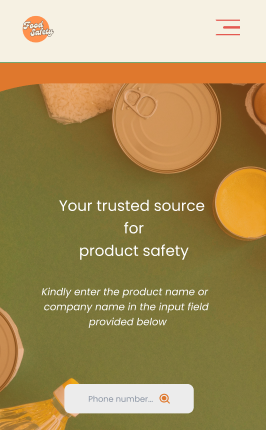 Food
Safety
Your trusted source
for
product safety
Kindly enter the product name or
company name in the input field
provided below
Phone number...